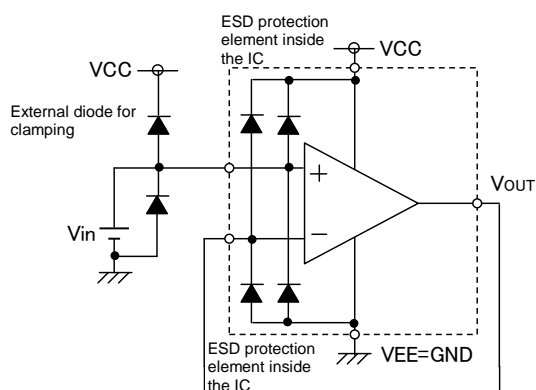 ESD protection
element inside
the IC
VCC
VCC
External diode for
clamping
+
VOUT
Vin
−
ESD protection
element inside
the IC
VEE=GND